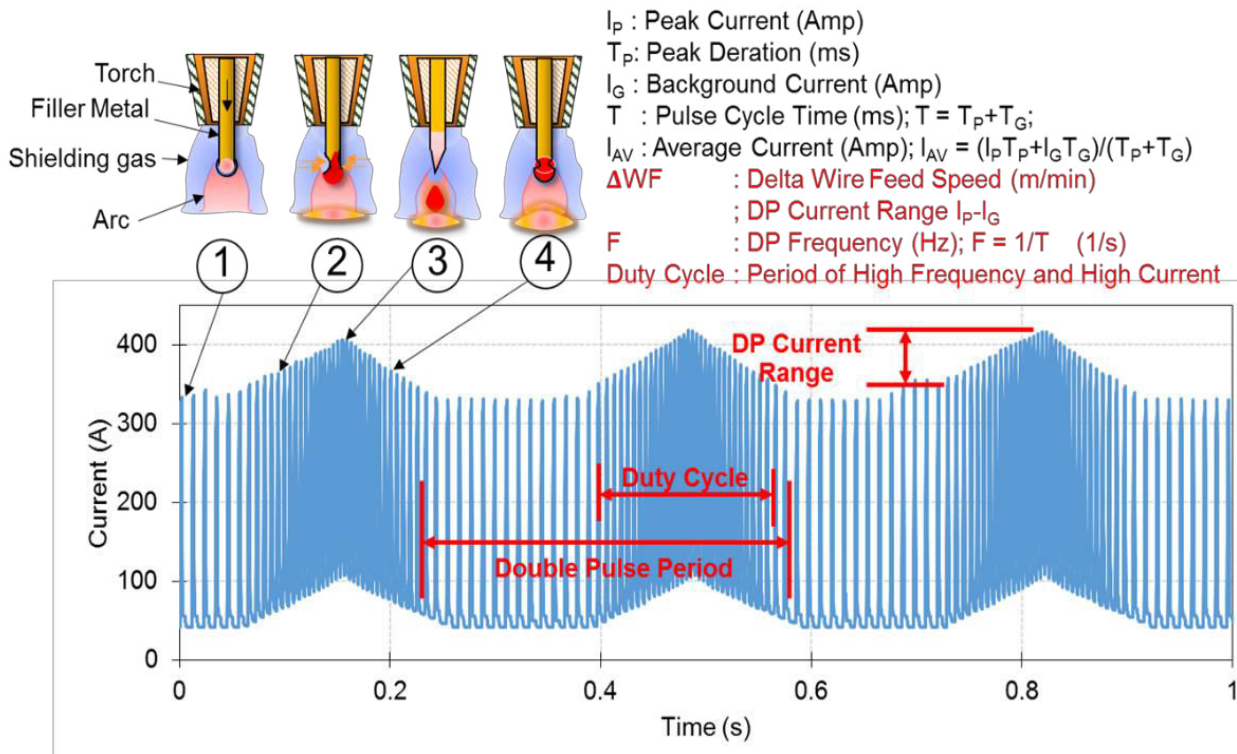 Torch
Filler Metal
Shielding gas
Arc
I_P : Peak Current (Amp)
T_P: Peak Deration (ms)
I_G : Background Current (Amp)
T : Pulse Cycle Time (ms); T = T_P+T_G;
I_AV : Average Current (Amp); I_AV = (I_PT_P+I_GT_G)/(T_P+T_G)
ΔWF : Delta Wire Feed Speed (m/min)
; DP Current Range I_P-I_G
F : DP Frequency (Hz); F = 1/T (1/s)
Duty Cycle : Period of High Frequency and High Current
1 2 3 4
DP Current
Range
Duty Cycle
Double Pulse Period
Current (A)
400
300
200
100
0
0 0.2 0.4 0.6 0.8 1
Time (s)